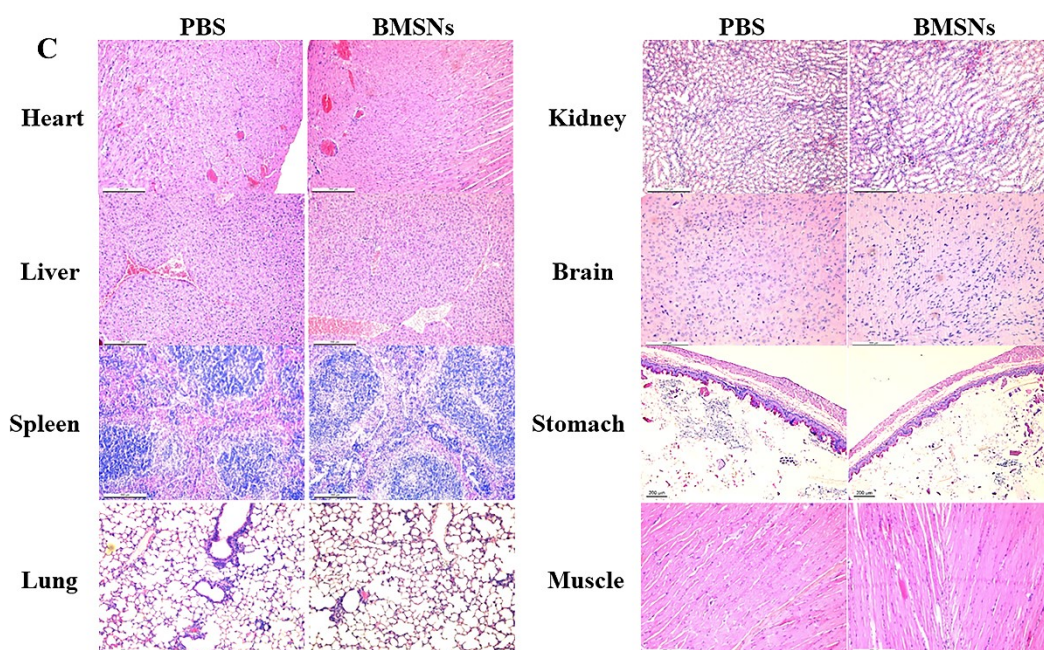 C
PBS BMSNs
Heart
Liver
Spleen
Lung
PBS BMSNs
Kidney
Brain
Stomach
200 µm 200 µm
Muscle